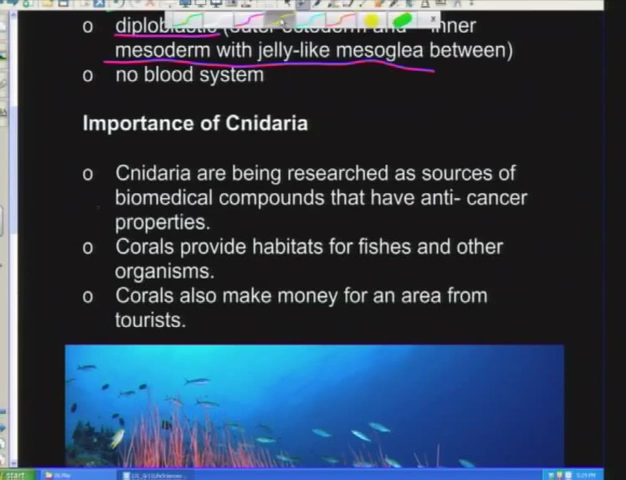 o diploblastic (outer ectoderm and inner
mesoderm with jelly-like mesoglea between)
o no blood system
Importance of Cnidaria
o Cnidaria are being researched as sources of
biomedical compounds that have anti- cancer
properties.
o Corals provide habitats for fishes and other
organisms.
o Corals also make money for an area from
tourists.
start